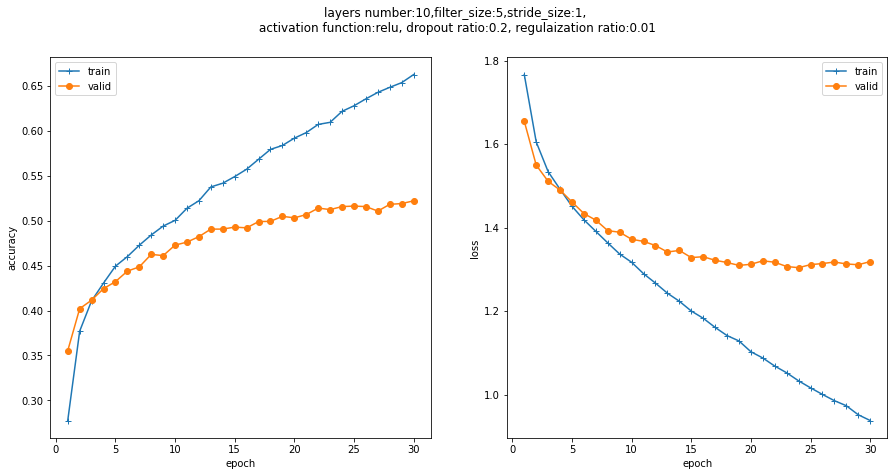 layers number:10,filter_size:5,stride_size:1,
activation function:relu, dropout ratio:0.2, regulaization ratio:0.01
train
valid
0.65
0.60
0.55
0.50
0.45
0.40
0.35
0.30
accuracy
0
5
10
15
20
25
30
epoch
train
valid
1.8
1.6
1.4
1.2
1.0
loss
0
5
10
15
20
25
30
epoch